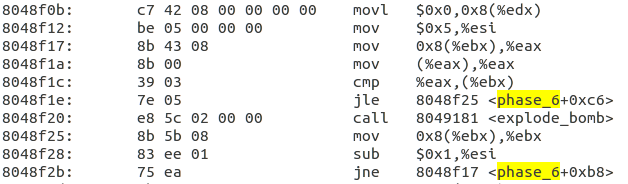 8048f0b: c7 42 08 00 00 00 00 movl $0x0,0x8(%edx)
8048f12: be 05 00 00 00 mov $0x5,%esi
8048f17: 8b 43 08 mov 0x8(%ebx),%eax
8048f1a: 8b 00 mov (%eax),%eax
8048f1c: 39 03 cmp %eax,(%ebx)
8048f1e: 7e 05 jle 8048f25 <phase_6+0xc6>
8048f20: e8 5c 02 00 00 call 8049181 <explode_bomb>
8048f25: 8b 5b 08 mov 0x8(%ebx),%ebx
8048f28: 83 ee 01 sub $0x1,%esi
8048f2b: 75 ea jne 8048f17 <phase_6+0xb8>